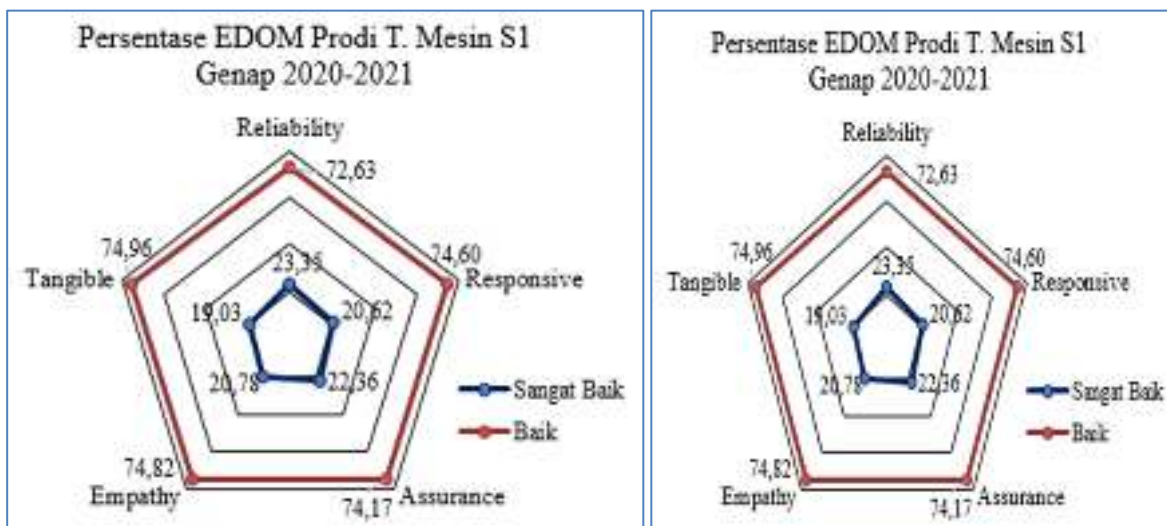 Persentase EDOM Prodi T. Mesin S1
Genap 2020-2021
Reliability
72,63
74,96
74,60
Tangible
Responsive
23,35
19,03
20,62
20,78
22,36
Sangat Baik
Baik
74,82
Empathy
Assurance
74,17
Persentase EDOM Prodi T. Mesin S1
Genap 2020-2021
Reliability
72,63
74,96
74,60
Tangible
Responsive
23,35
19,03
20,62
20,78
22,36
Sangat Baik
Baik
74,82
Empathy
Assurance
74,17